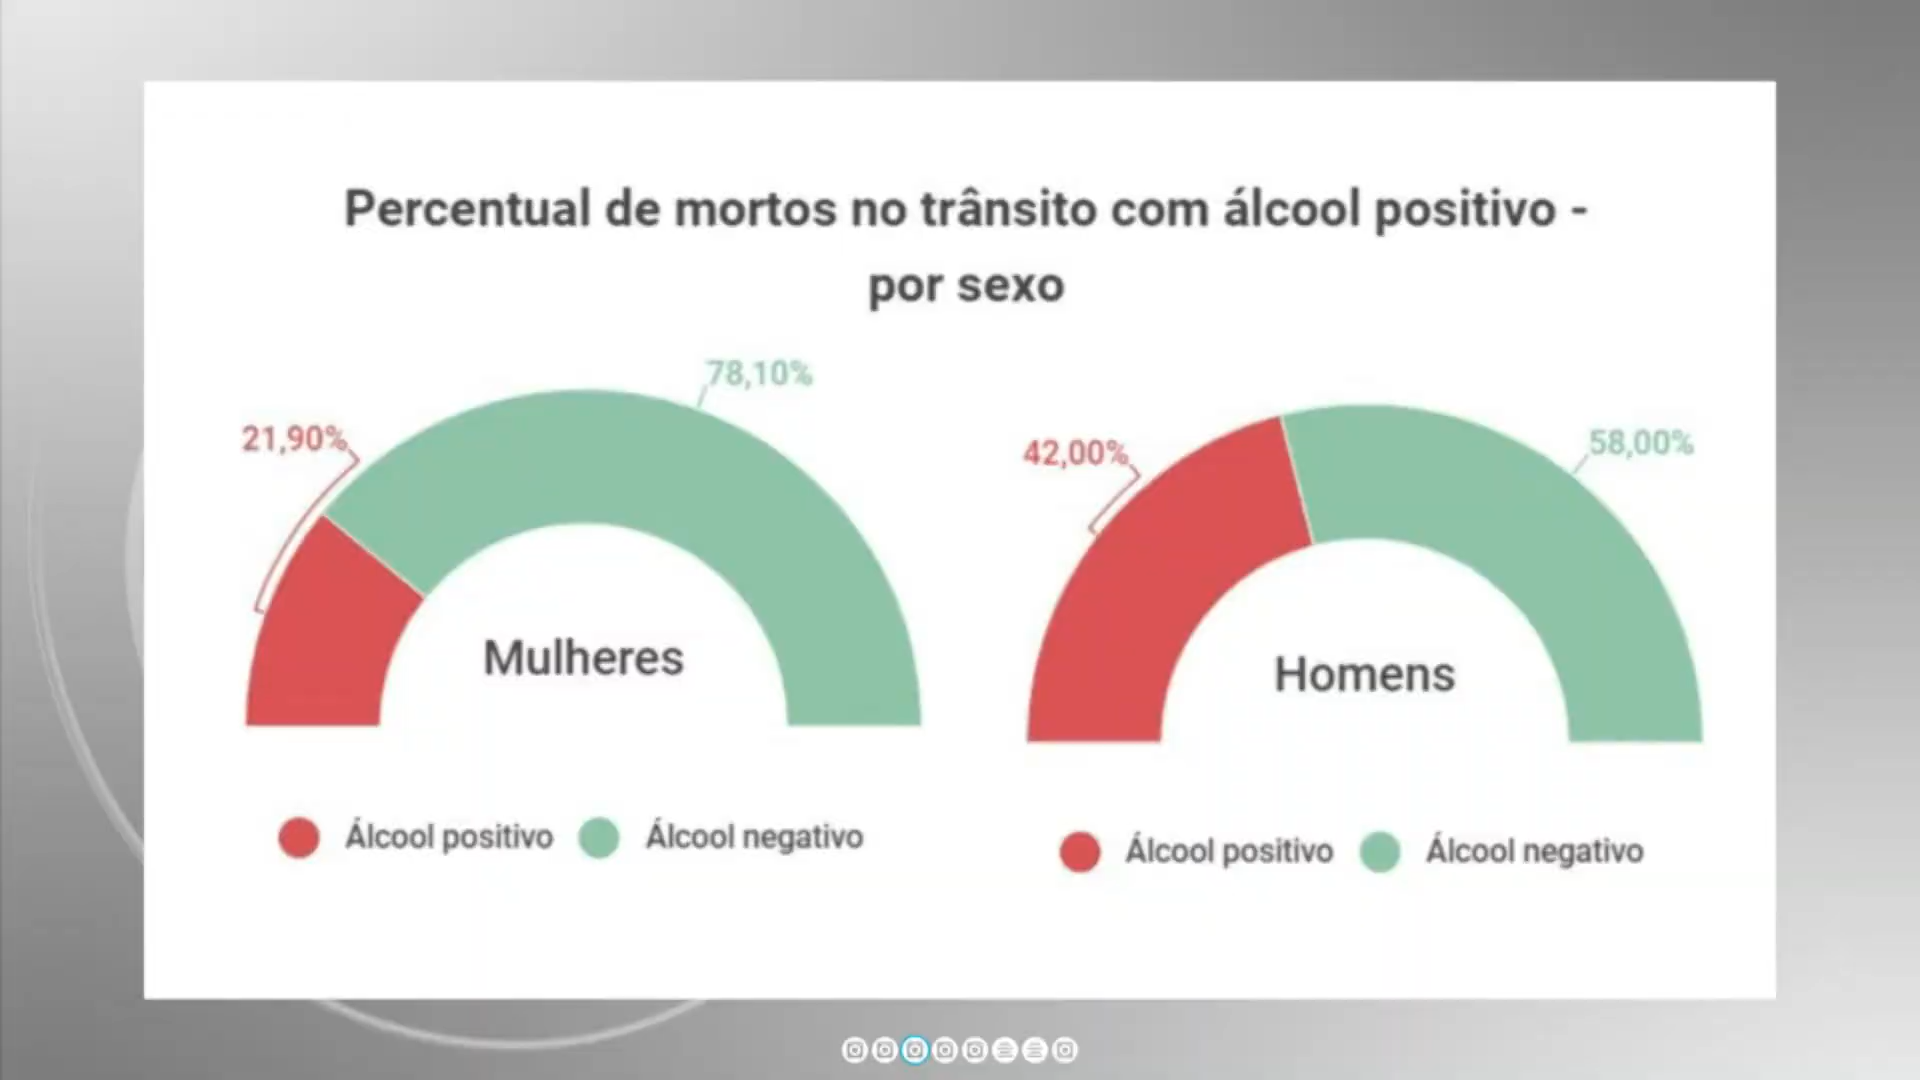 Percentual de mortos no trânsito com álcool positivo -
por sexo
78,10%
21,90%
Mulheres
Álcool positivo
Álcool negativo
42,00%
58,00%
Homens
Álcool positivo
Álcool negativo